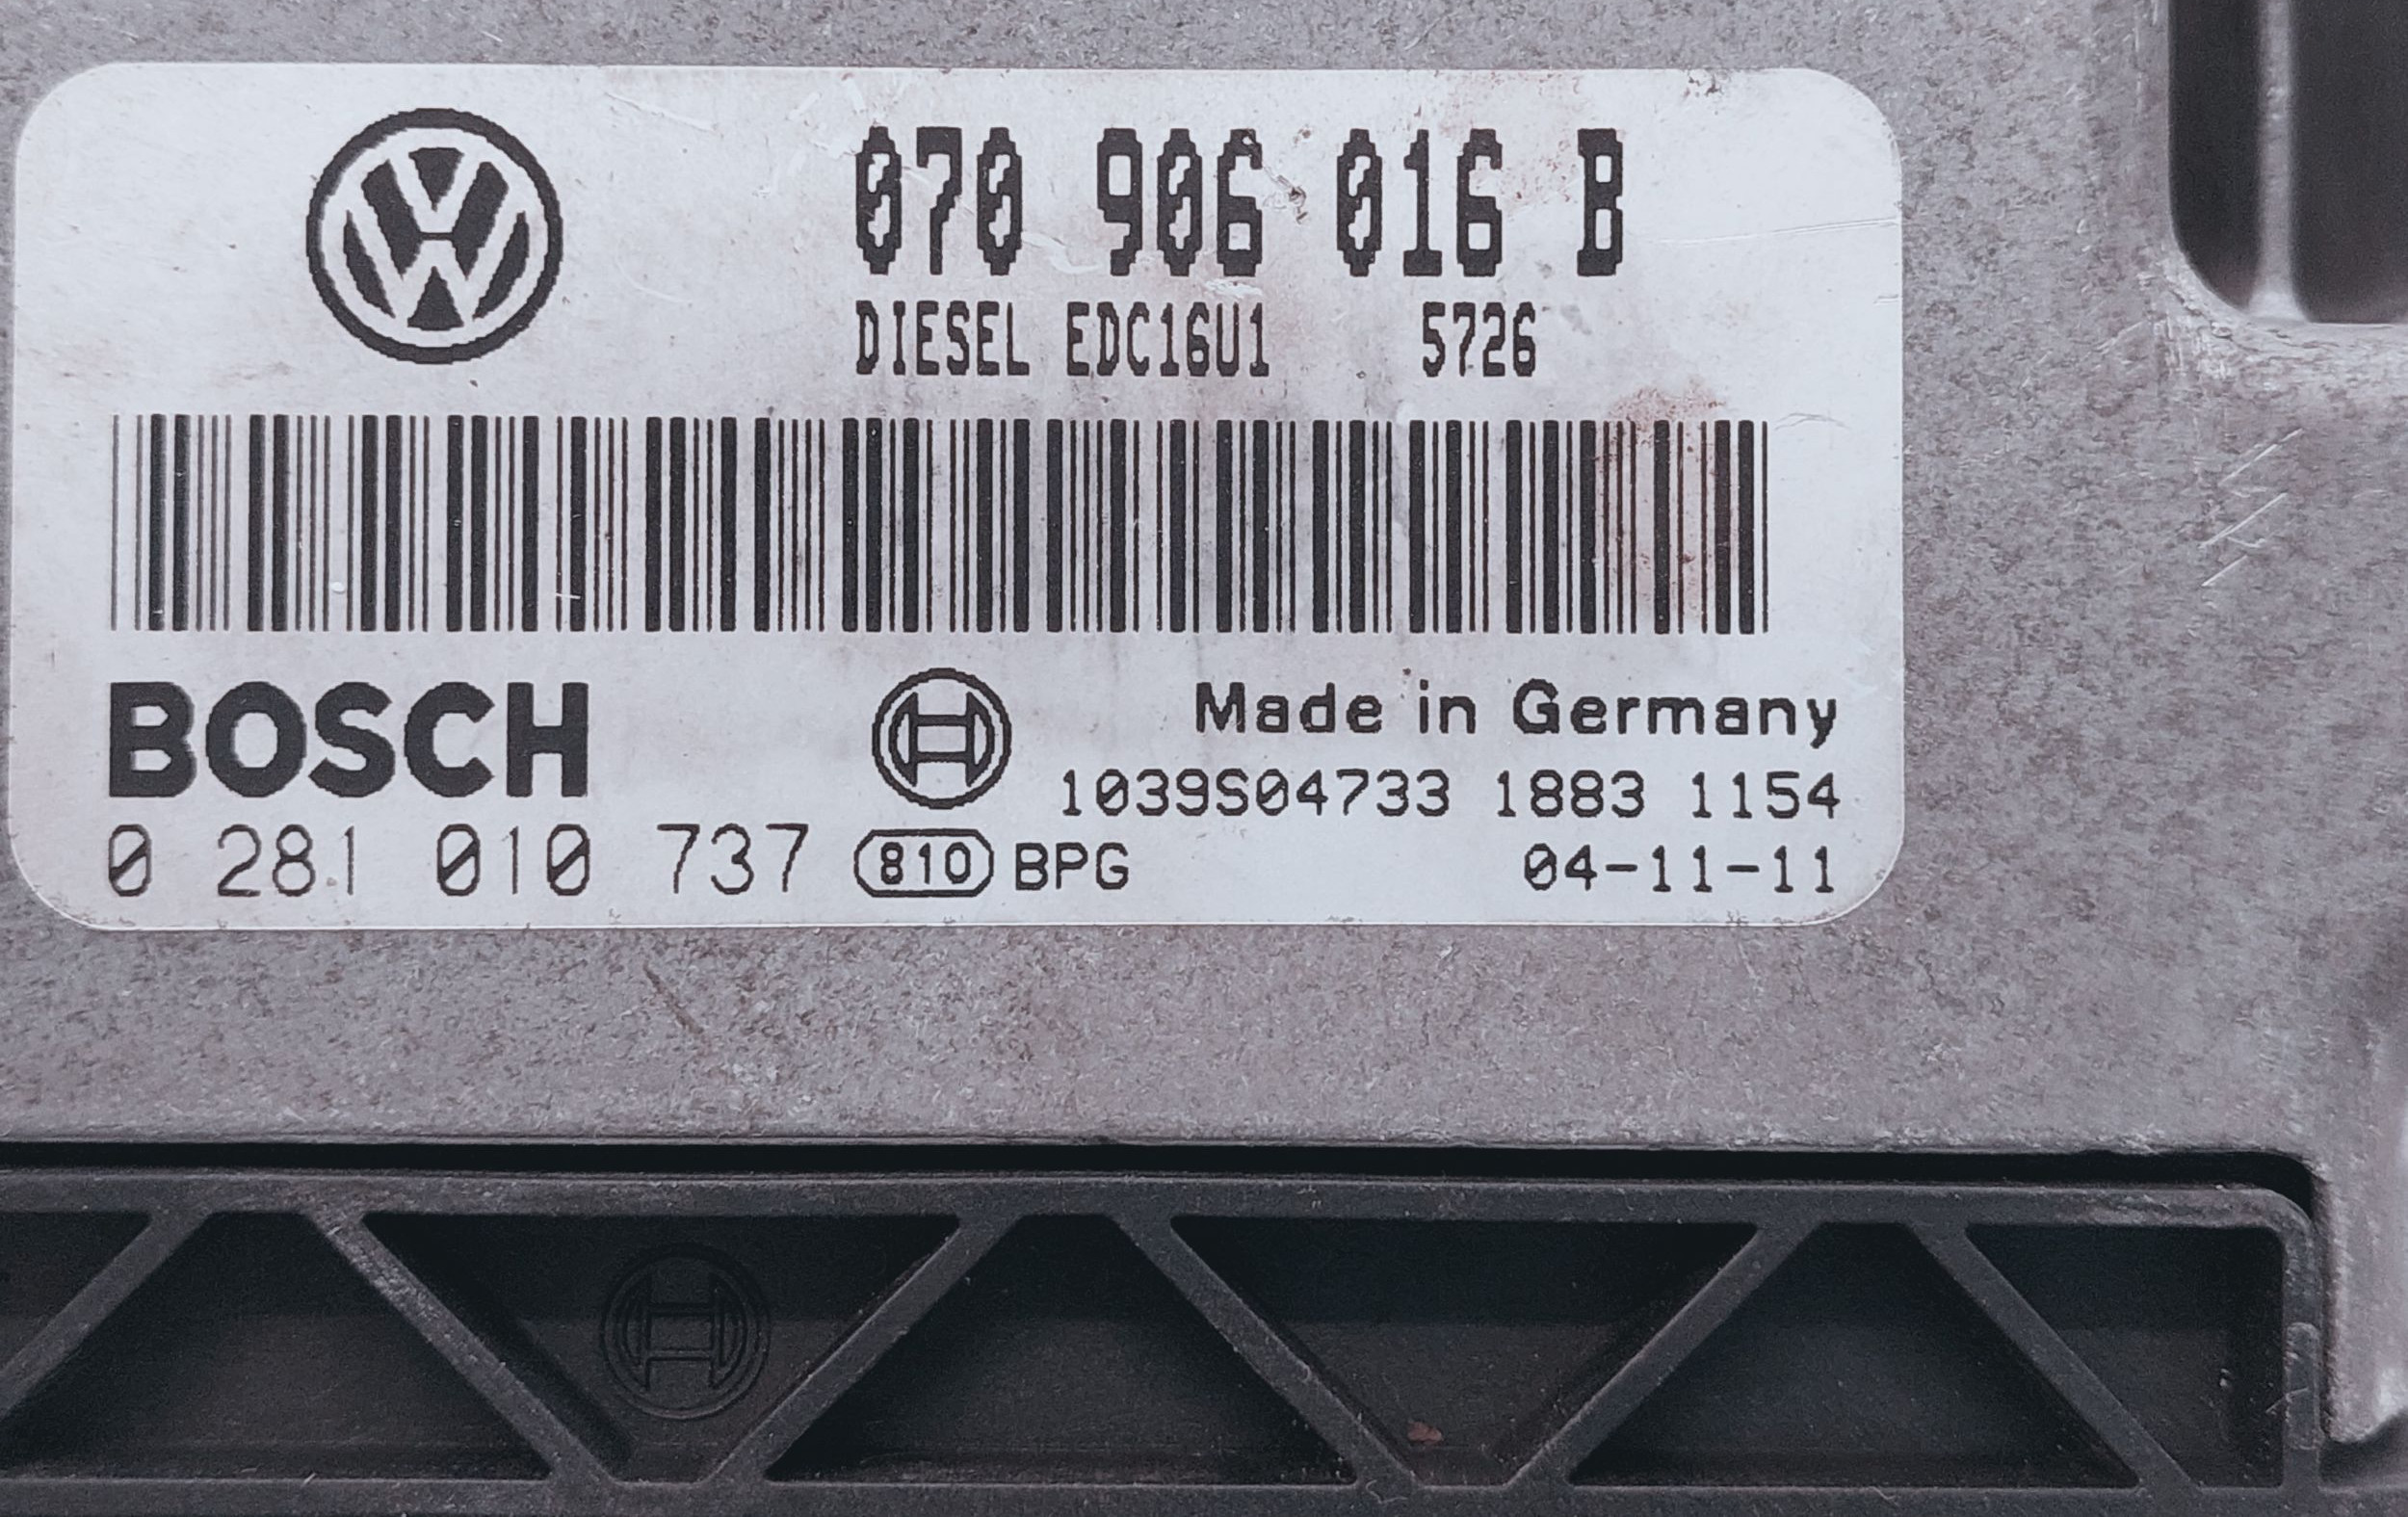 070 906 016 B
DIESEL EDC16U1 5726
BOSCH
Made in Germany
1039S04733 1883 1154
0 281 010 737 810 BPG 04-11-11